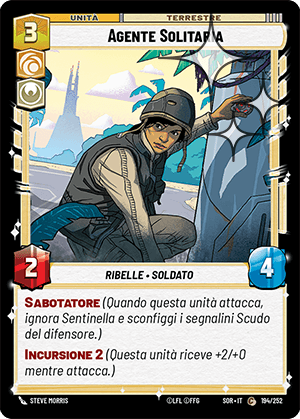 UNITÀ
TERRESTRE
3
AGENTE SOLITARIA
2
RIBELLE • SOLDATO
4
SABOTATORE (Quando questa unità attacca,
ignora Sentinella e sconfiggi i segnalini Scudo
del difensore.)
INCURSIONE 2 (Questa unità riceve +2/+0
mentre attacca.)
STEVE MORRIS
©LFL ©FFG
SOR • IT
C
194/252